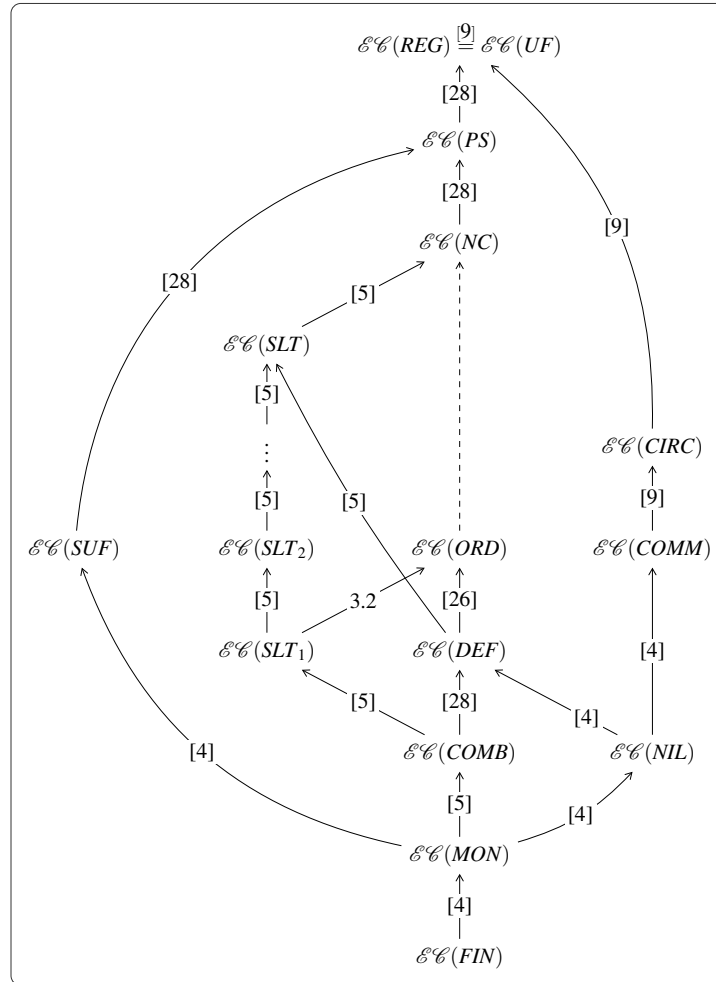 ℰ𝒞(REG) [9]= ℰ𝒞(UF)
[28]
ℰ𝒞(PS)
[28]
[9]
ℰ𝒞(NC)
[28]
[5]
ℰ𝒞(SLT)
[5]
ℰ𝒞(CIRC)
⋮
[5] [5] [9]
ℰ𝒞(SUF) ℰ𝒞(SLT₂) ℰ𝒞(ORD) ℰ𝒞(COMM)
[5] 3.2 [26]
ℰ𝒞(SLT₁) ℰ𝒞(DEF) [4]
[5] [28]
[4]
[4] ℰ𝒞(COMB) ℰ𝒞(NIL)
[5] [4]
ℰ𝒞(MON)
[4]
ℰ𝒞(FIN)